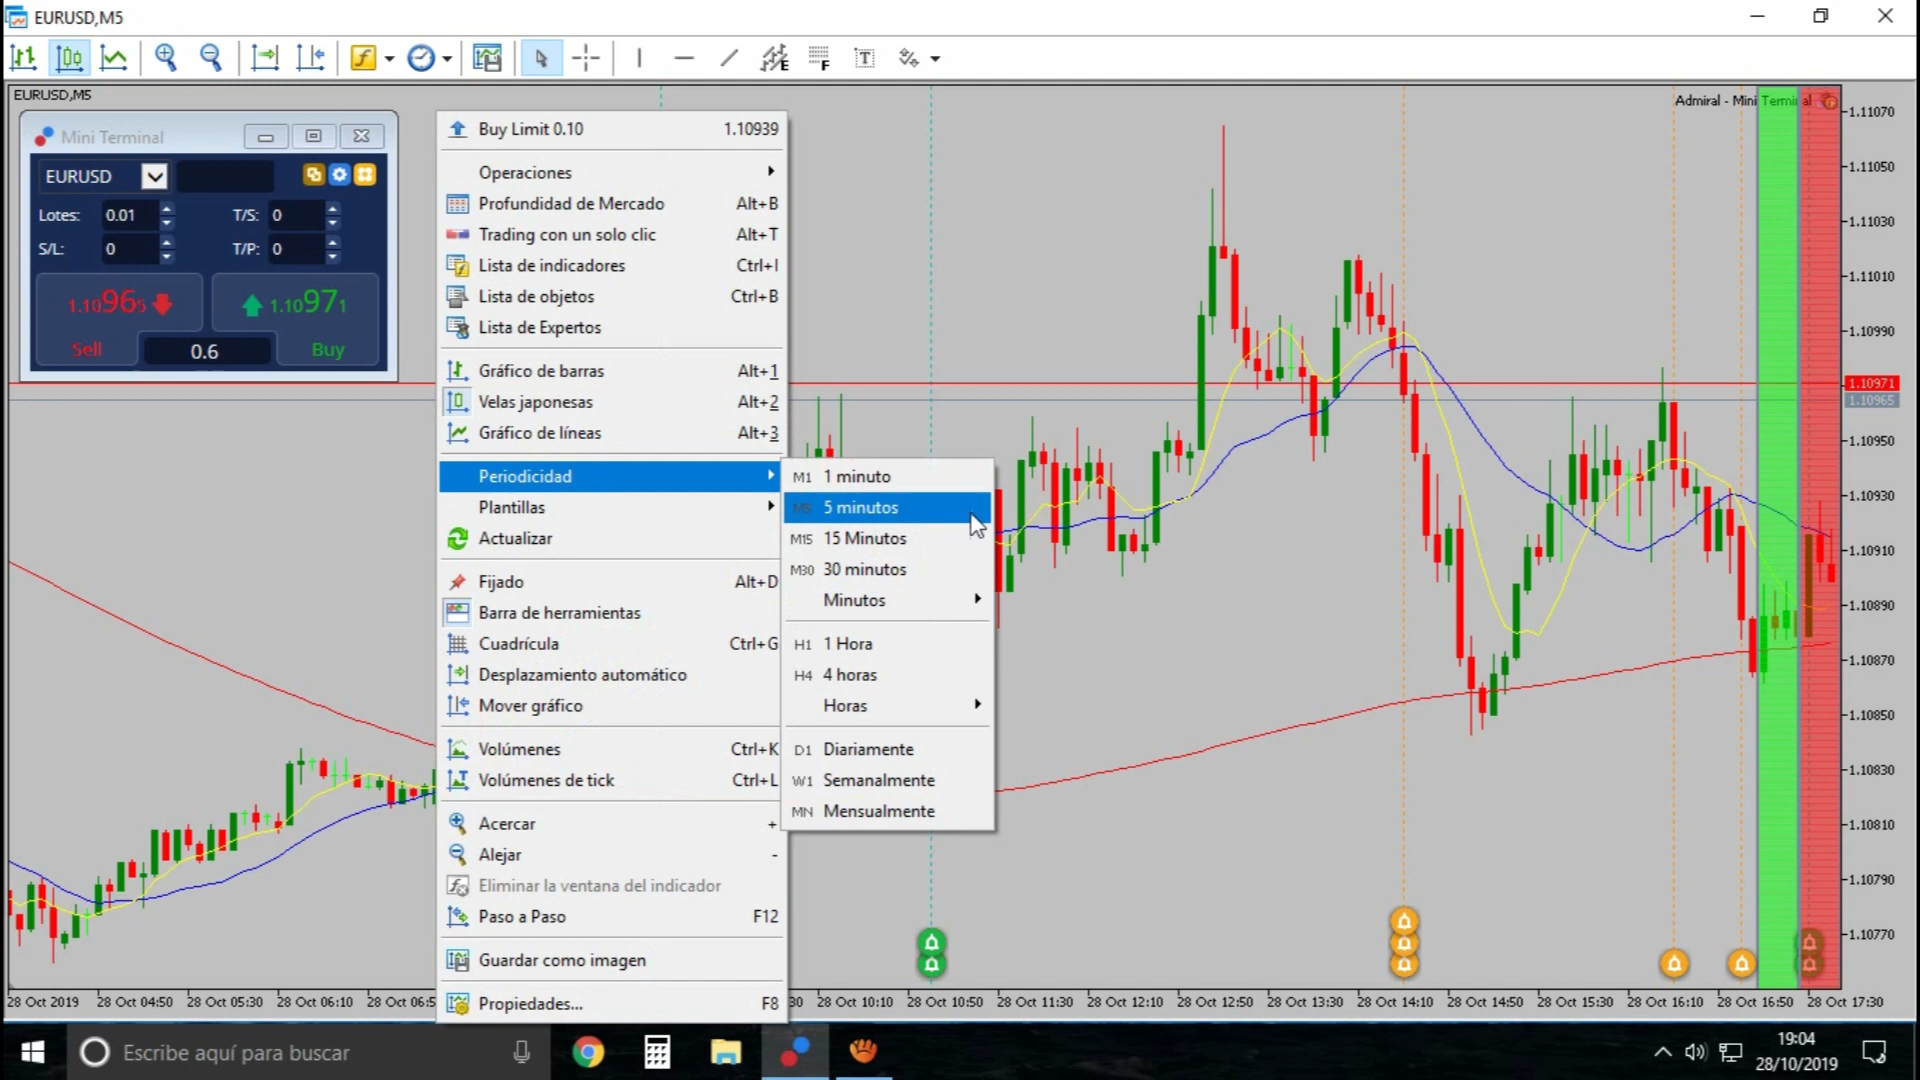 EURUSD,M5
E
F
T
EURUSD,M5
Admiral - Mini Terminal
Mini Terminal
EURUSD
Lotes: 0.01 T/S: 0
S/L: 0 T/P: 0
1.10965 1.10971
Sell 0.6 Buy
Buy Limit 0.10 1.10939
Operaciones
Profundidad de Mercado Alt+B
Trading con un solo clic Alt+T
Lista de indicadores Ctrl+I
Lista de objetos Ctrl+B
Lista de Expertos
Gráfico de barras Alt+1
Velas japonesas Alt+2
Gráfico de líneas Alt+3
Periodicidad
Plantillas
Actualizar
Fijado Alt+D
Barra de herramientas
Cuadrícula Ctrl+G
Desplazamiento automático
Mover gráfico
Volúmenes Ctrl+K
Volúmenes de tick Ctrl+L
Acercar +
Alejar -
Eliminar la ventana del indicador
Paso a Paso F12
Guardar como imagen
Propiedades... F8
M1 1 minuto
M5 5 minutos
M15 15 Minutos
M30 30 minutos
Minutos
H1 1 Hora
H4 4 horas
Horas
D1 Diariamente
W1 Semanalmente
MN Mensualmente
1.11070
1.11050
1.11030
1.11010
1.10990
1.10971
1.10965
1.10950
1.10930
1.10910
1.10890
1.10870
1.10850
1.10830
1.10810
1.10790
1.10770
28 Oct 2019 28 Oct 04:50 28 Oct 05:30 28 Oct 06:10 28 Oct 06:5 30 28 Oct 10:10 28 Oct 10:50 28 Oct 11:30 28 Oct 12:10 28 Oct 12:50 28 Oct 13:30 28 Oct 14:10 28 Oct 14:50 28 Oct 15:30 28 Oct 16:10 28 Oct 16:50 28 Oct 17:30
Escribe aquí para buscar
19:04
28/10/2019